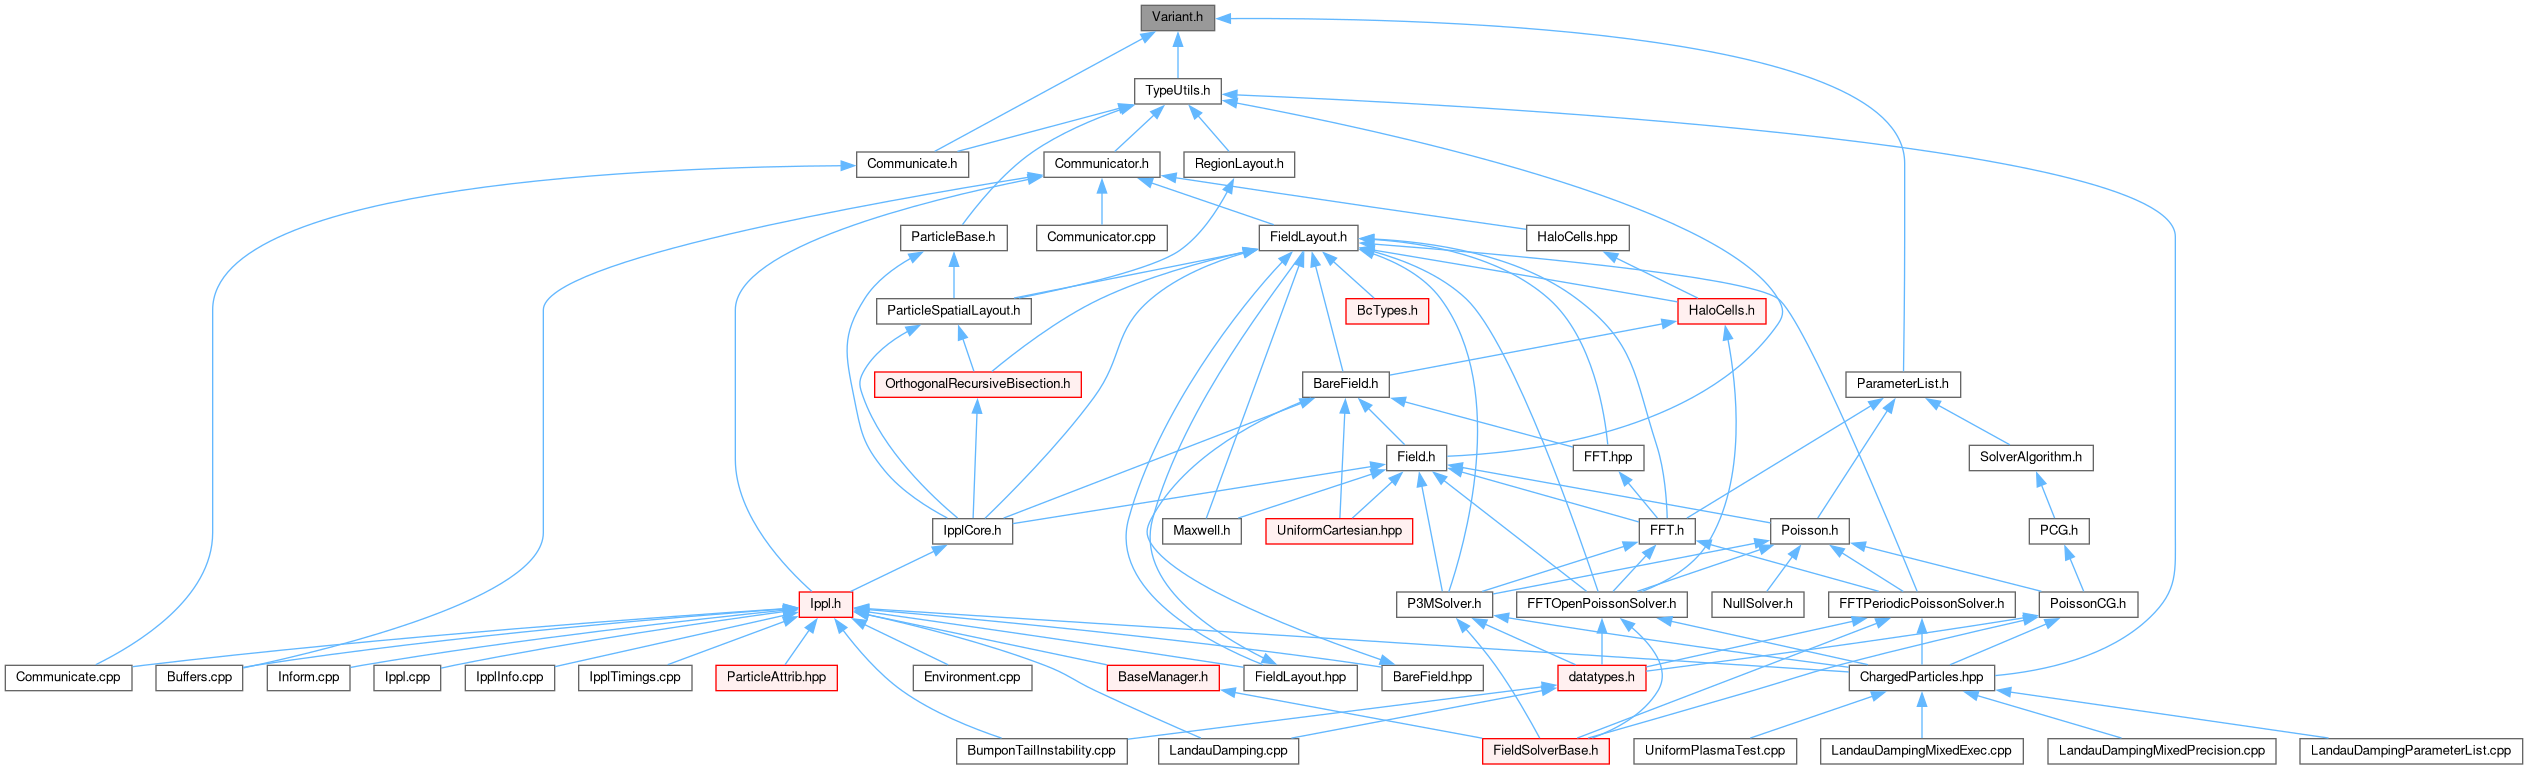 Variant.h
TypeUtils.h
Communicate.h
Communicator.h
RegionLayout.h
ParticleBase.h
Communicator.cpp
FieldLayout.h
HaloCells.hpp
ParticleSpatialLayout.h
BcTypes.h
HaloCells.h
OrthogonalRecursiveBisection.h
BareField.h
ParameterList.h
Field.h
FFT.hpp
SolverAlgorithm.h
IpplCore.h
Maxwell.h
UniformCartesian.hpp
FFT.h
Poisson.h
PCG.h
Ippl.h
P3MSolver.h
FFTOpenPoissonSolver.h
NullSolver.h
FFTPeriodicPoissonSolver.h
PoissonCG.h
Communicate.cpp
Buffers.cpp
Inform.cpp
Ippl.cpp
IpplInfo.cpp
IpplTimings.cpp
ParticleAttrib.hpp
Environment.cpp
BaseManager.h
FieldLayout.hpp
BareField.hpp
datatypes.h
ChargedParticles.hpp
BumponTailInstability.cpp
LandauDamping.cpp
FieldSolverBase.h
UniformPlasmaTest.cpp
LandauDampingMixedExec.cpp
LandauDampingMixedPrecision.cpp
LandauDampingParameterList.cpp